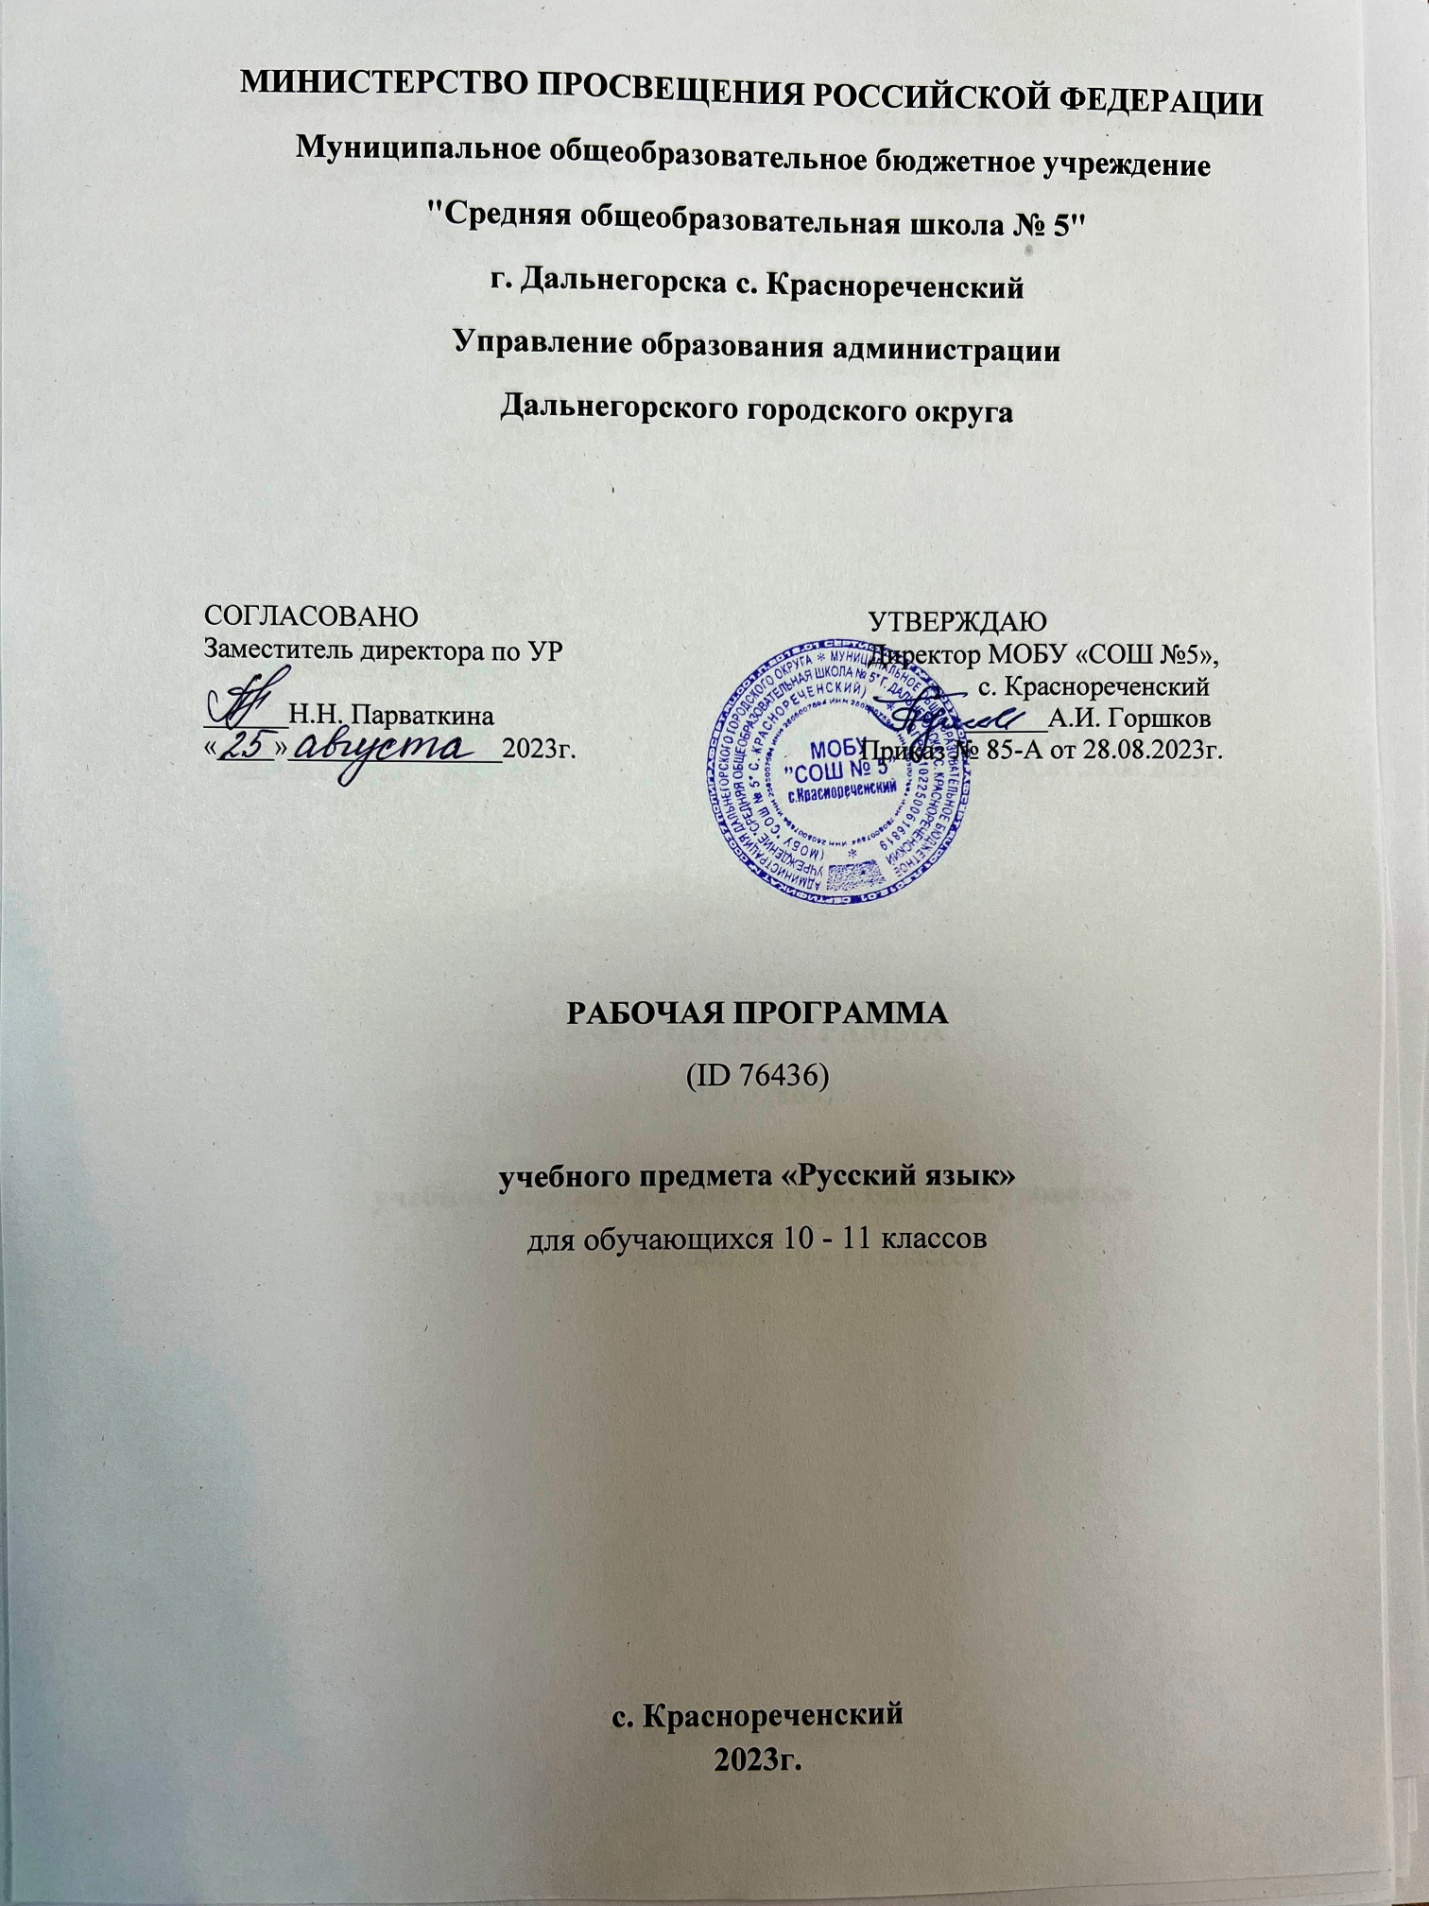 МИНИСТЕРСТВО ПРОСВЕЩЕНИЯ РОССИЙСКОЙ ФЕДЕРАЦИИ
Муниципальное общеобразовательное бюджетное учреждение
"Средняя общеобразовательная школа № 5"
г. Дальнегорска с. Краснореченский
Управление образования администрации
Дальнегорского городского округа
СОГЛАСОВАНО
Заместитель директора по УР
______Н.Н. Парваткина
«25» августа 2023г.
УТВЕРЖДАЮ
Директор МОБУ «СОШ №5»,
с. Краснореченский
А.И. Горшков
Приказ № 85-А от 28.08.2023г.
МОБУ
"СОШ № 5"
с.Краснореченский
РАБОЧАЯ ПРОГРАММА
(ID 76436)
учебного предмета «Русский язык»
для обучающихся 10 - 11 классов
с. Краснореченский
2023г.